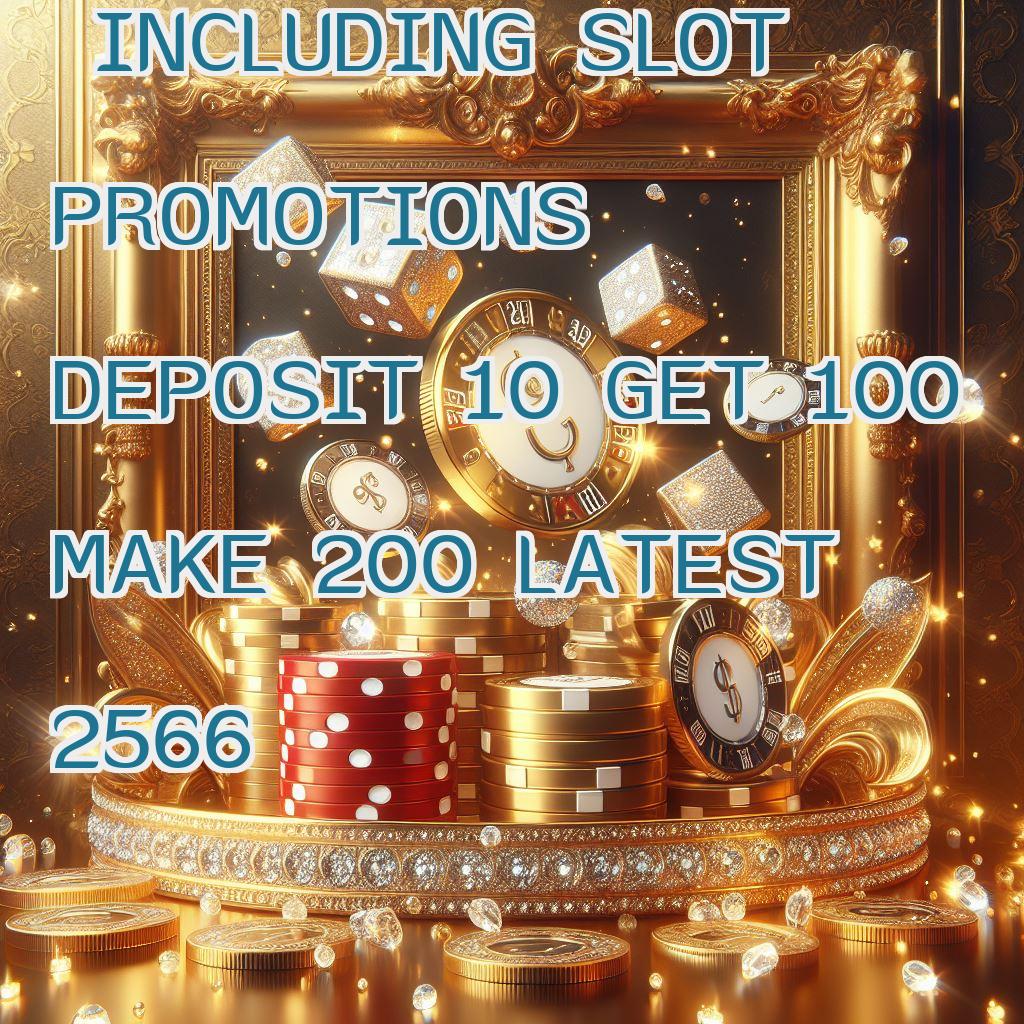 INCLUDING SLOT
PROMOTIONS
DEPOSIT 10 GET 100
MAKE 200 LATEST
2566